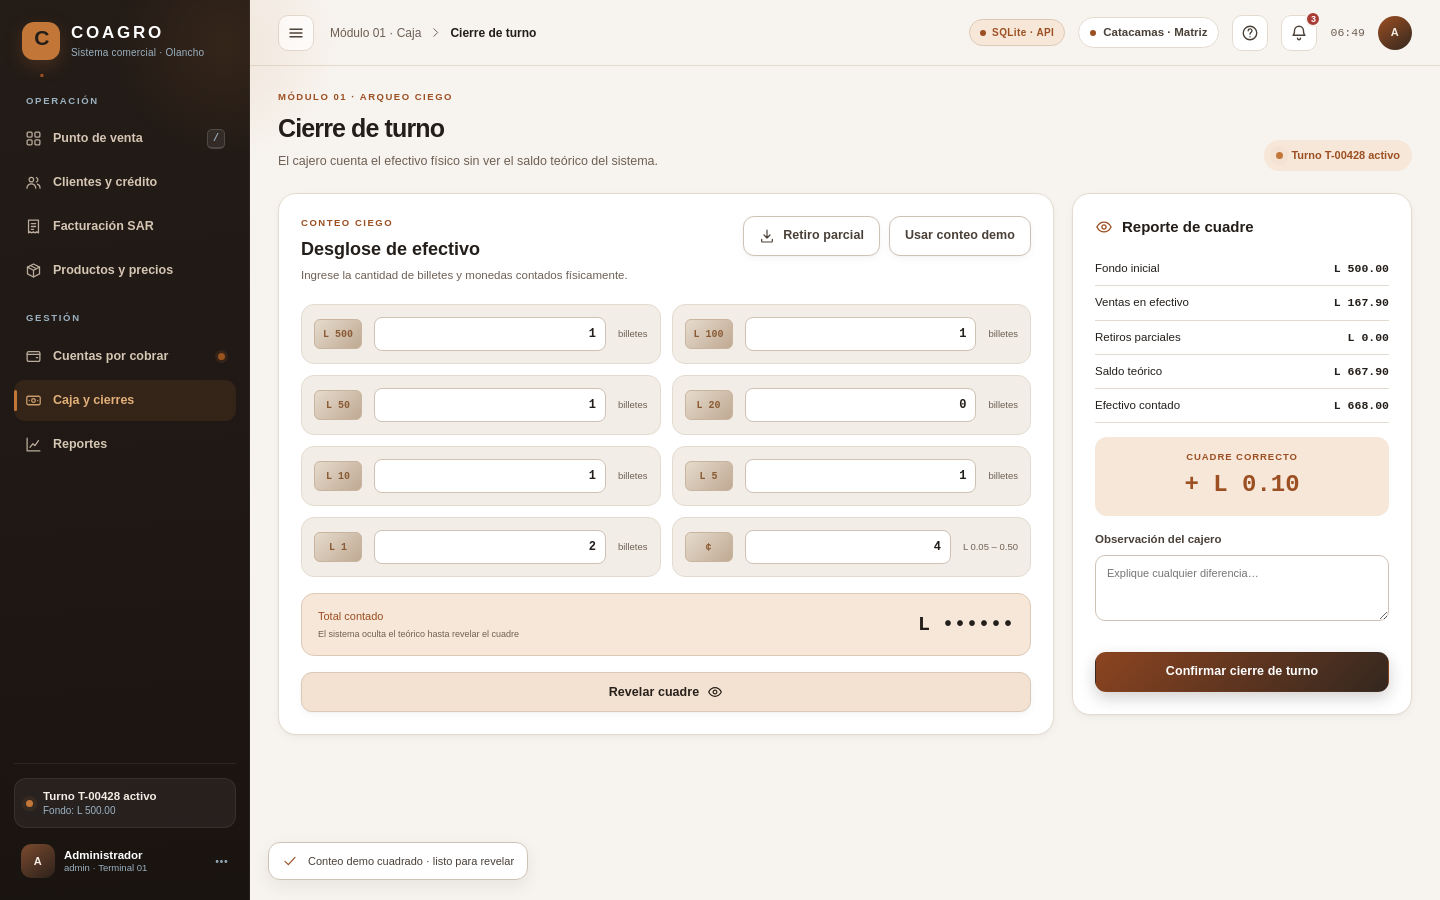 C
COAGRO
Sistema comercial · Olancho
OPERACIÓN
Punto de venta /
Clientes y crédito
Facturación SAR
Productos y precios
GESTIÓN
Cuentas por cobrar
Caja y cierres
Reportes
Turno T-00428 activo
Fondo: L 500.00
A
Administrador
admin · Terminal 01
Módulo 01 · Caja
Cierre de turno
SQLite · API
Catacamas · Matriz
3
06:49
A
MÓDULO 01 · ARQUEO CIEGO
Cierre de turno
El cajero cuenta el efectivo físico sin ver el saldo teórico del sistema.
Turno T-00428 activo
CONTEO CIEGO
Desglose de efectivo
Ingrese la cantidad de billetes y monedas contados físicamente.
Retiro parcial
Usar conteo demo
L 500 1 billetes
L 100 1 billetes
L 50 1 billetes
L 20 0 billetes
L 10 1 billetes
L 5 1 billetes
L 1 2 billetes
¢ 4 L 0.05 – 0.50
Total contado
El sistema oculta el teórico hasta revelar el cuadre
L ••••••
Revelar cuadre
Reporte de cuadre
Fondo inicial L 500.00
Ventas en efectivo L 167.90
Retiros parciales L 0.00
Saldo teórico L 667.90
Efectivo contado L 668.00
CUADRE CORRECTO
+ L 0.10
Observación del cajero
Explique cualquier diferencia…
Confirmar cierre de turno
Conteo demo cuadrado · listo para revelar